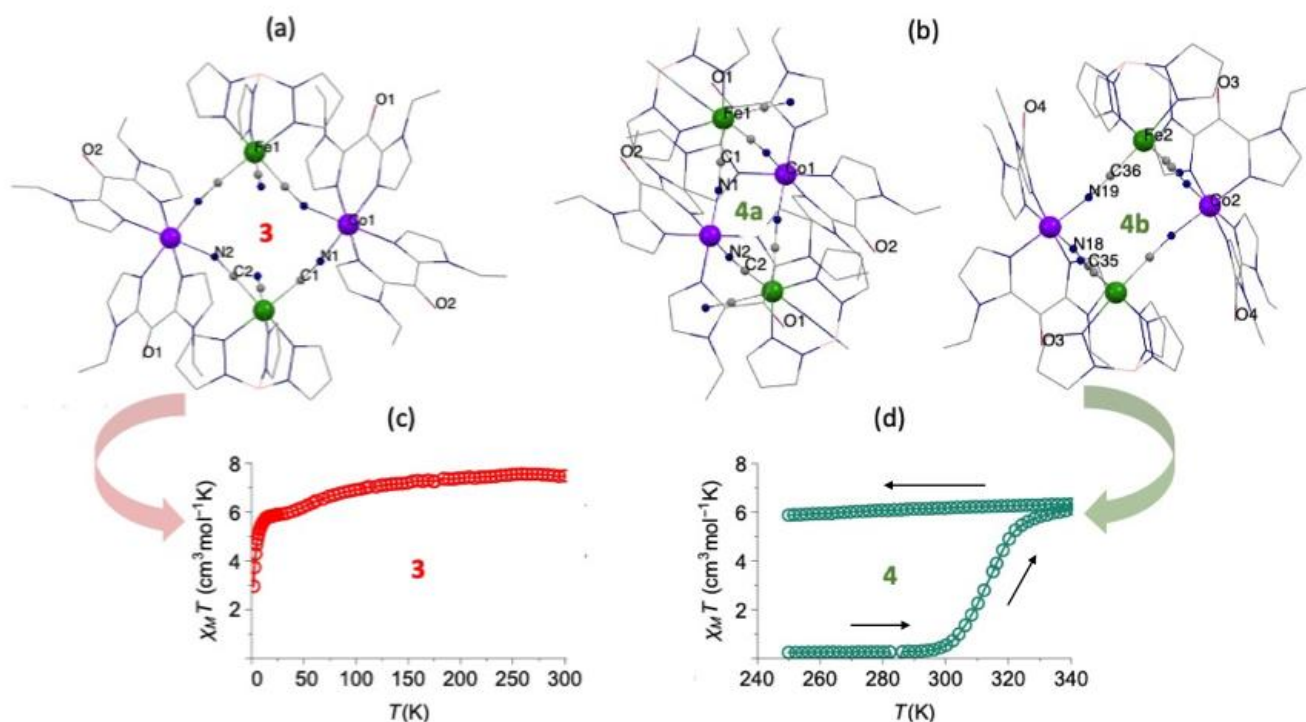 (a)
(b)
O1
O2
Fe1
3
Co1
N2
C2
C1
N1
O2
O1
O1
Fe1
O2
C1
N1
Co1
4a
N2
C2
O2
O1
O4
O3
Fe2
C36
N19
Co2
4b
N18
C35
O4
O3
(c)
(d)
8
6
4
2
χMT (cm³mol⁻¹K)
3
0 50 100 150 200 250 300
T(K)
8
6
4
2
χMT (cm³mol⁻¹K)
4
240 260 280 300 320 340
T(K)